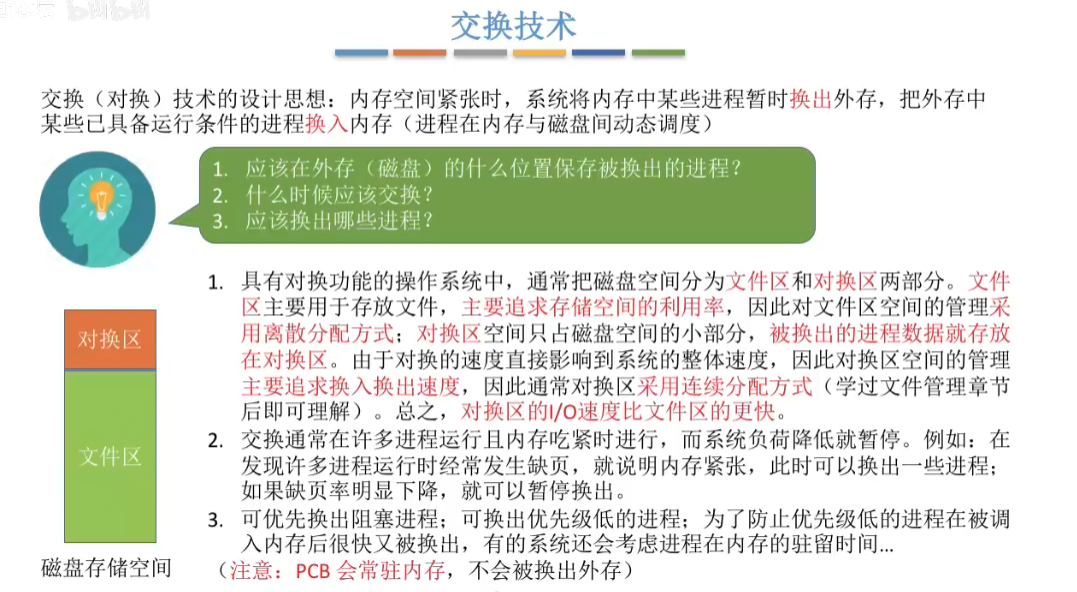 交换技术
交换（对换）技术的设计思想：内存空间紧张时，系统将内存中某些进程暂时换出外存，把外存中
某些已具备运行条件的进程换入内存（进程在内存与磁盘间动态调度）
1. 应该在外存（磁盘）的什么位置保存被换出的进程？
2. 什么时候应该交换？
3. 应该换出哪些进程？
1. 具有对换功能的操作系统中，通常把磁盘空间分为文件区和对换区两部分。文件
区主要用于存放文件，主要追求存储空间的利用率，因此对文件区空间的管理采
用离散分配方式；对换区空间只占磁盘空间的小部分，被换出的进程数据就存放
在对换区。由于对换的速度直接影响到系统的整体速度，因此对换区空间的管理
主要追求换入换出速度，因此通常对换区采用连续分配方式（学过文件管理章节
后即可理解）。总之，对换区的I/O速度比文件区的更快。
2. 交换通常在许多进程运行且内存吃紧时进行，而系统负荷降低就暂停。例如：在
发现许多进程运行时经常发生缺页，就说明内存紧张，此时可以换出一些进程；
如果缺页率明显下降，就可以暂停换出。
3. 可优先换出阻塞进程；可换出优先级低的进程；为了防止优先级低的进程在被调
入内存后很快又被换出，有的系统还会考虑进程在内存的驻留时间…
（注意：PCB 会常驻内存，不会被换出外存）
对换区
文件区
磁盘存储空间
bilibili